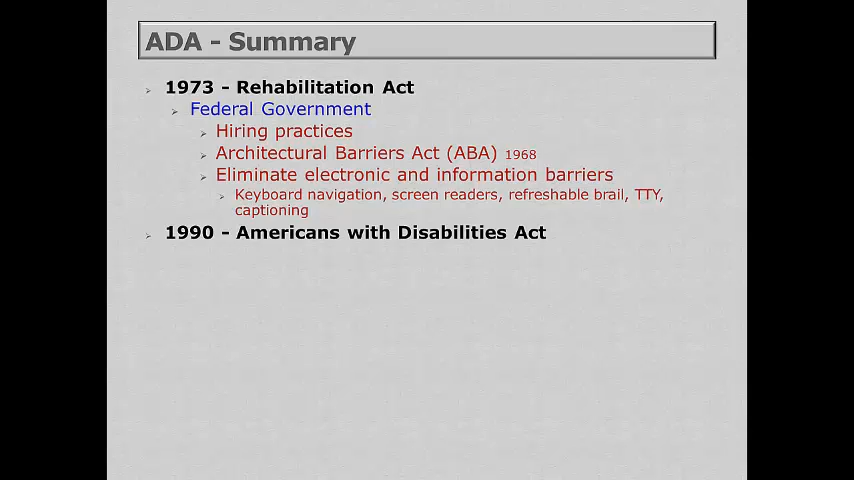 ADA - Summary
1973 - Rehabilitation Act
Federal Government
Hiring practices
Architectural Barriers Act (ABA) 1968
Eliminate electronic and information barriers
Keyboard navigation, screen readers, refreshable brail, TTY,
captioning
1990 - Americans with Disabilities Act